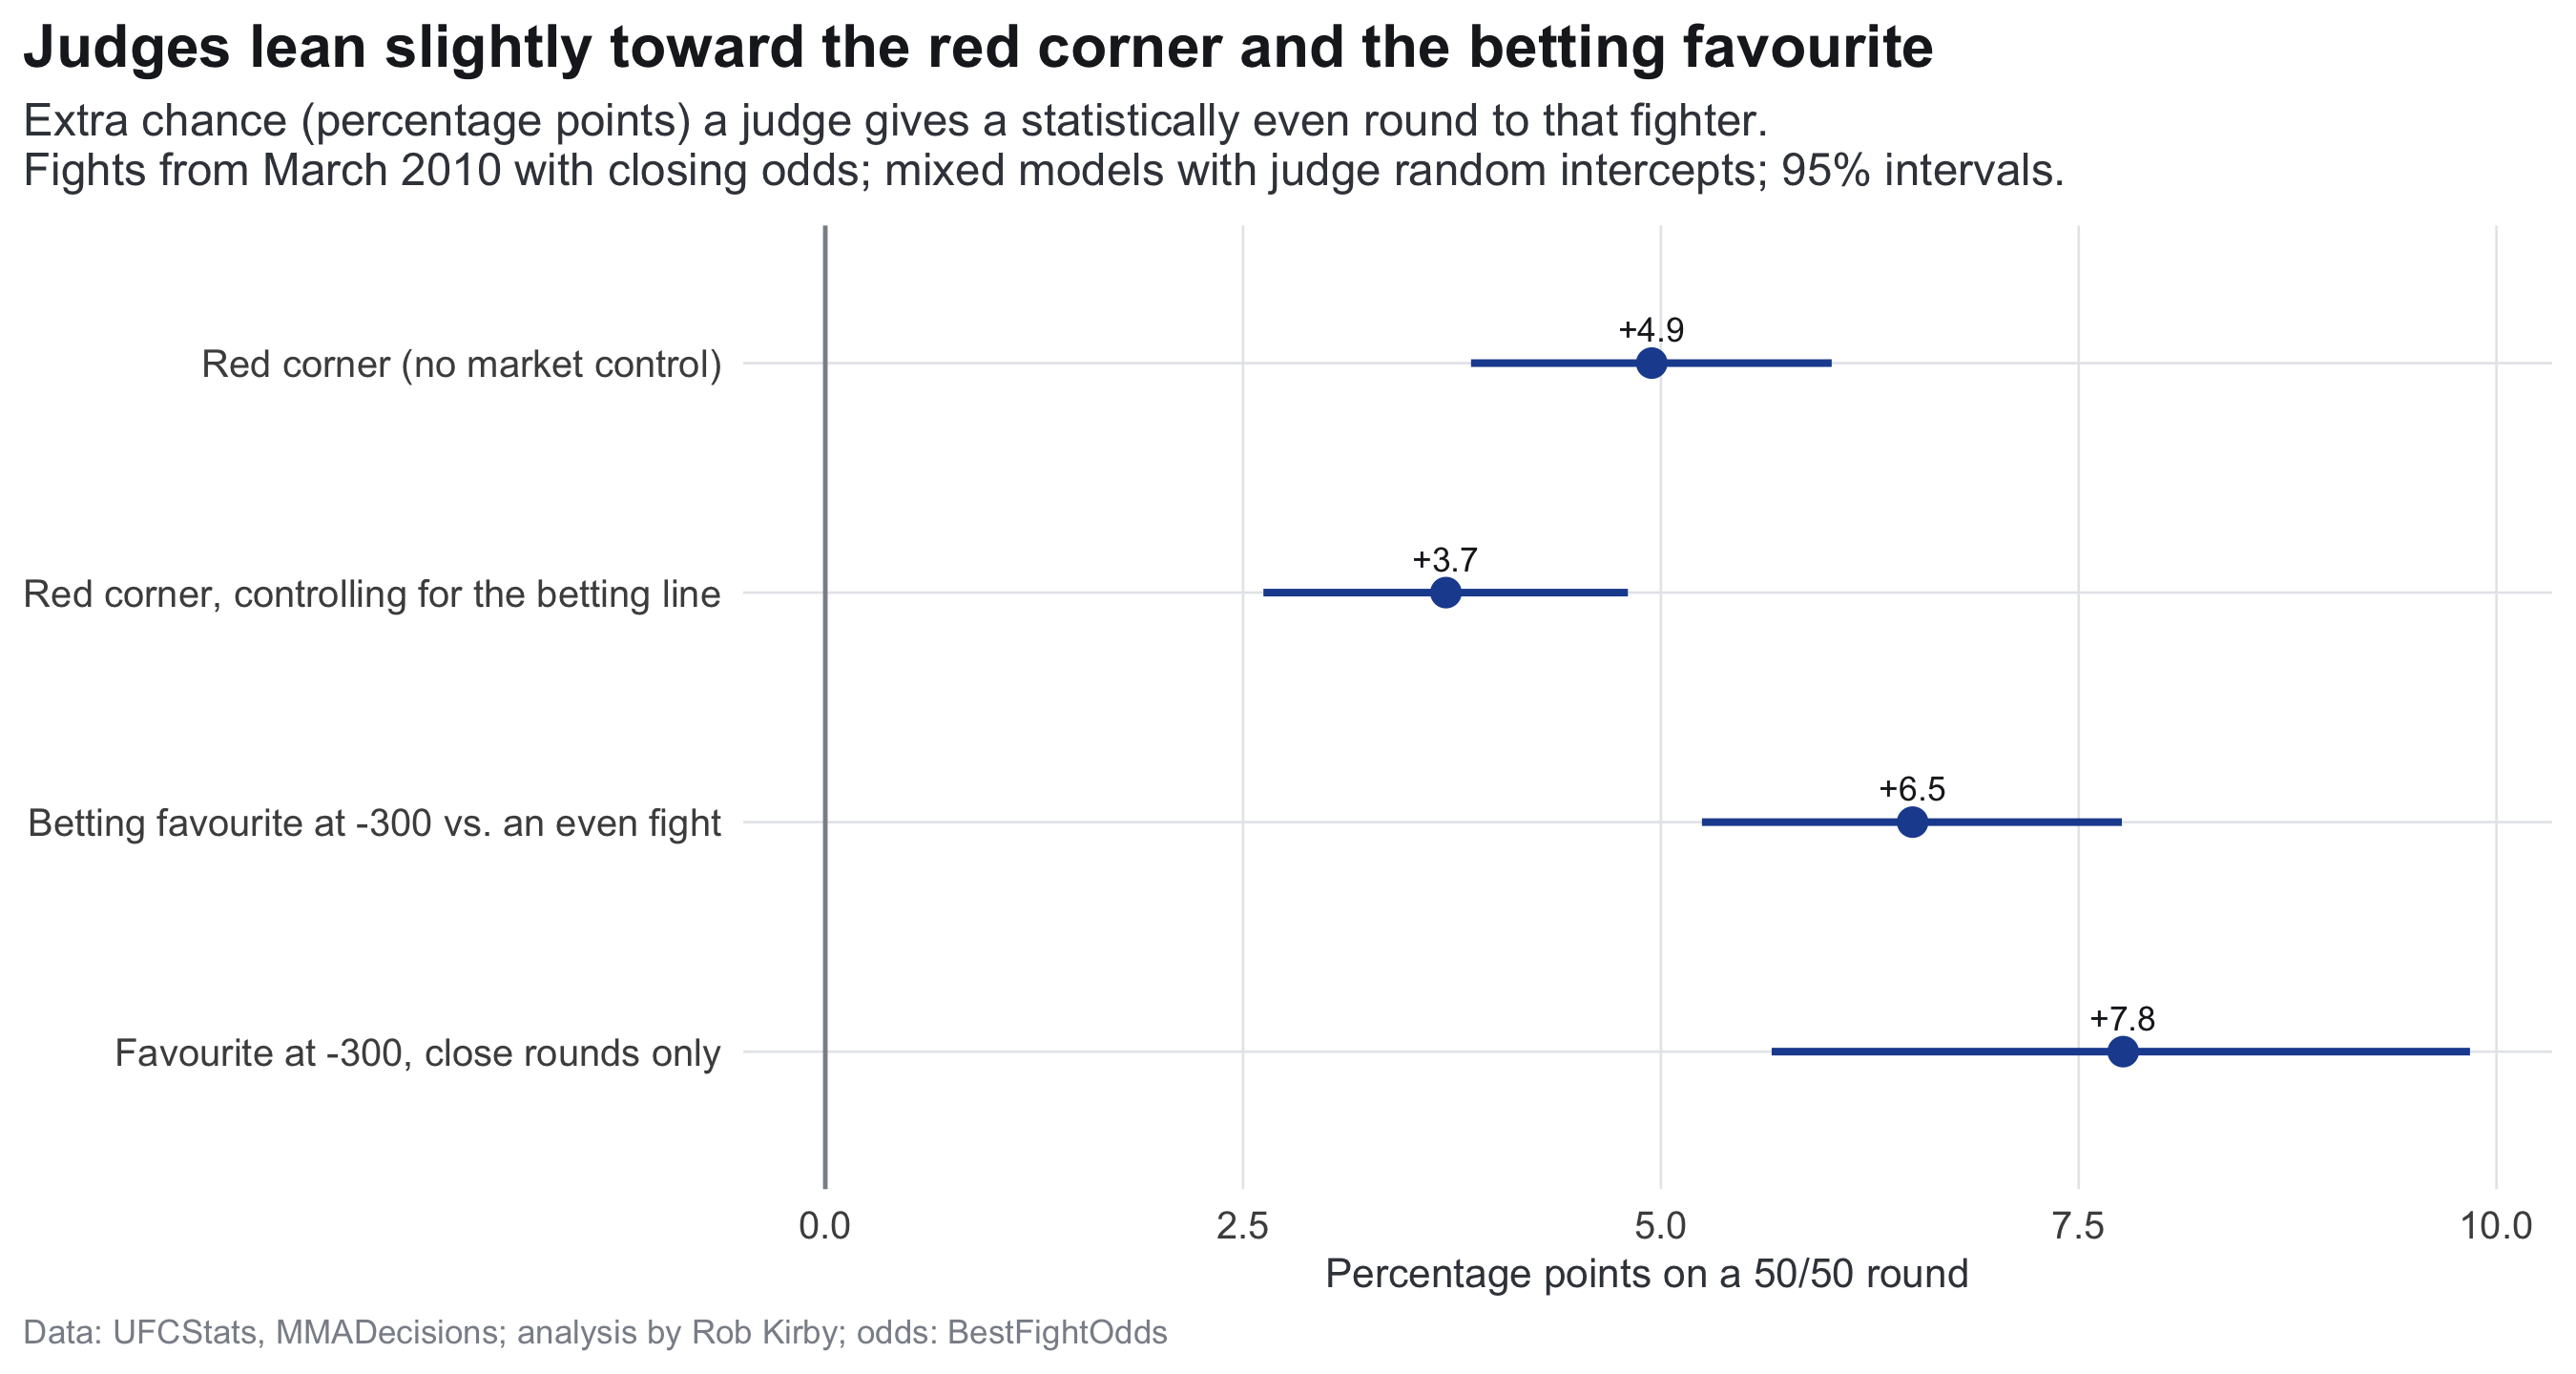 Judges lean slightly toward the red corner and the betting favourite
Extra chance (percentage points) a judge gives a statistically even round to that fighter.
Fights from March 2010 with closing odds; mixed models with judge random intercepts; 95% intervals.
Red corner (no market control)
+4.9
Red corner, controlling for the betting line
+3.7
Betting favourite at -300 vs. an even fight
+6.5
Favourite at -300, close rounds only
+7.8
0.0 2.5 5.0 7.5 10.0
Percentage points on a 50/50 round
Data: UFCStats, MMADecisions; analysis by Rob Kirby; odds: BestFightOdds